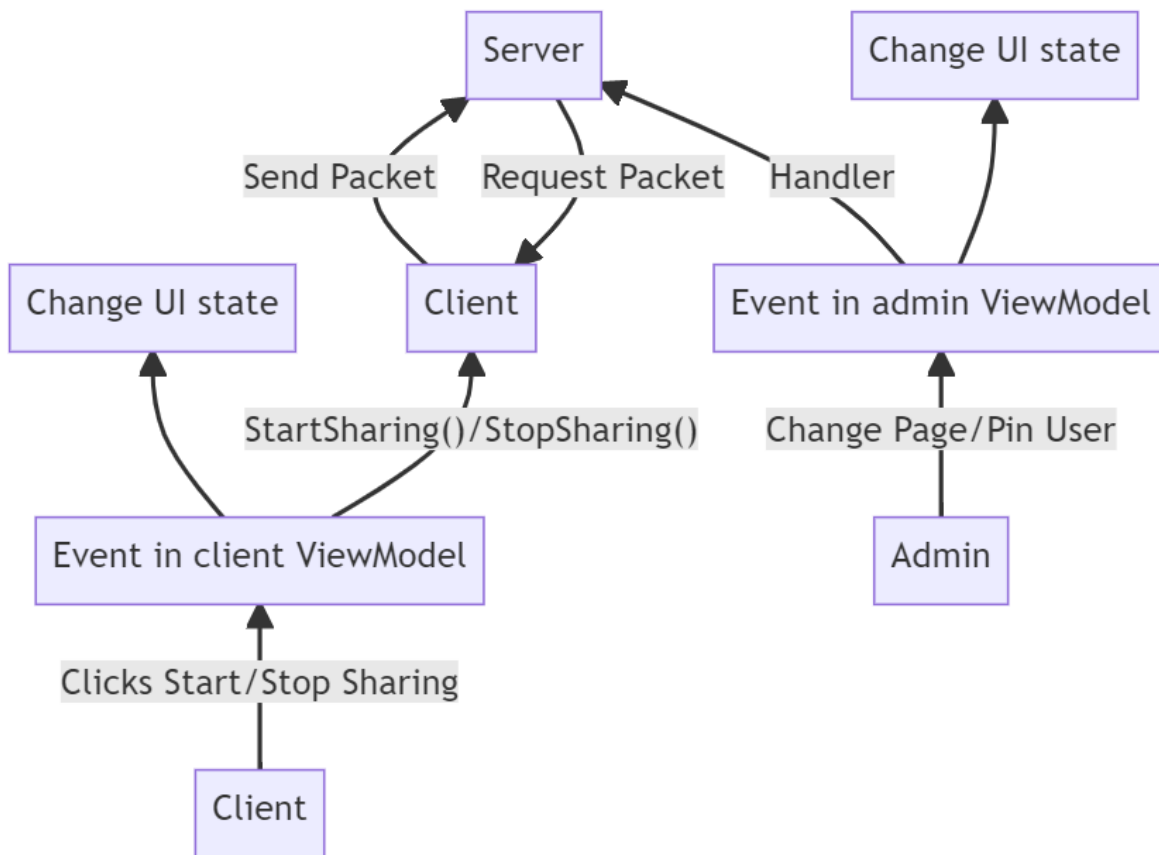 Server
Change UI state
Send Packet
Request Packet
Handler
Change UI state
Client
Event in admin ViewModel
StartSharing()/StopSharing()
Change Page/Pin User
Event in client ViewModel
Admin
Clicks Start/Stop Sharing
Client